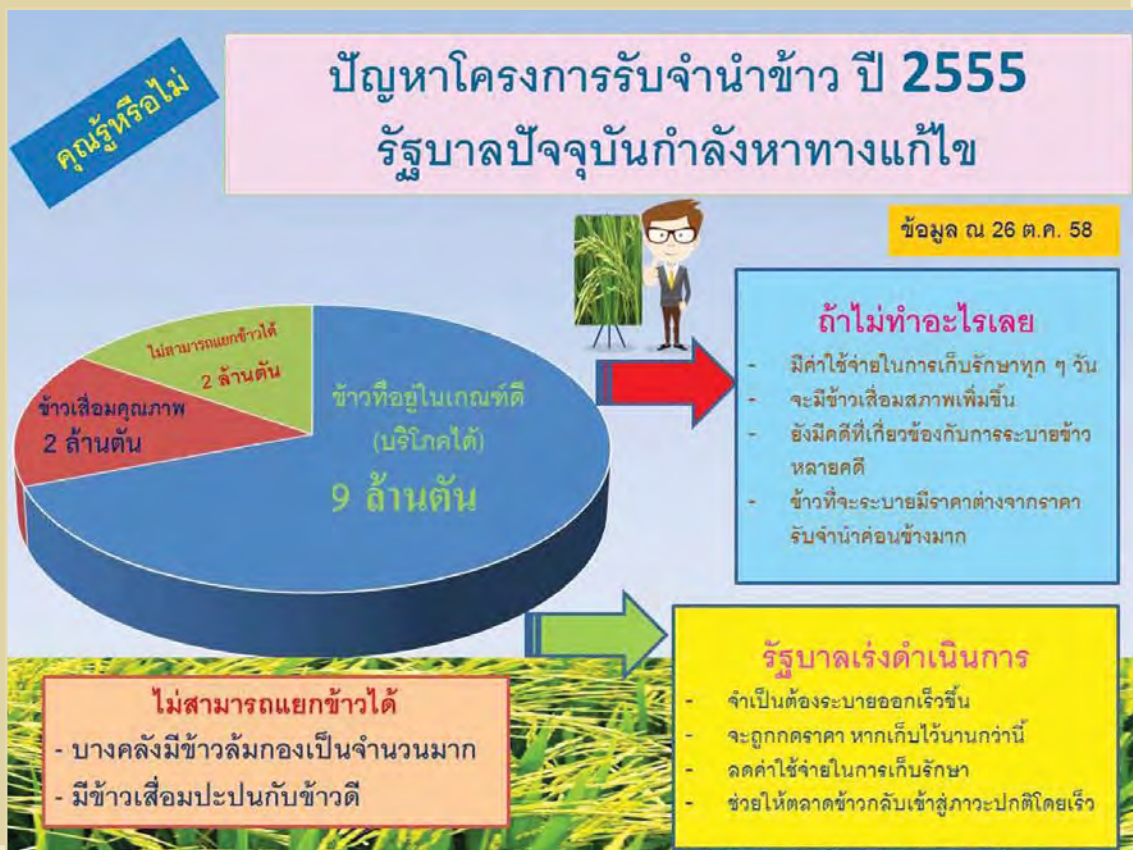 คุณรู้หรือไม่
ปัญหาโครงการรับจำนำข้าว ปี 2555
รัฐบาลปัจจุบันกำลังหาทางแก้ไข
ข้อมูล ณ 26 ต.ค. 58
ไม่สามารถแยกข้าวได้
2 ล้านตัน
ข้าวเสื่อมคุณภาพ
2 ล้านตัน
ข้าวที่อยู่ในเกณฑ์ดี
(บริโภคได้)
9 ล้านตัน
ถ้าไม่ทำอะไรเลย
- มีค่าใช้จ่ายในการเก็บรักษาทุก ๆ วัน
- จะมีข้าวเสื่อมสภาพเพิ่มขึ้น
- ยังมีคดีที่เกี่ยวข้องกับการระบายข้าว
หลายคดี
- ข้าวที่จะระบายมีราคาต่างจากราคา
รับจำนำค่อนข้างมาก
ไม่สามารถแยกข้าวได้
- บางคลังมีข้าวล้มกองเป็นจำนวนมาก
- มีข้าวเสื่อมปะปนกับข้าวดี
รัฐบาลเร่งดำเนินการ
- จำเป็นต้องระบายออกเร็วขึ้น
- จะถูกกดราคา หากเก็บไว้นานกว่านี้
- ลดค่าใช้จ่ายในการเก็บรักษา
- ช่วยให้ตลาดข้าวกลับเข้าสู่ภาวะปกติโดยเร็ว